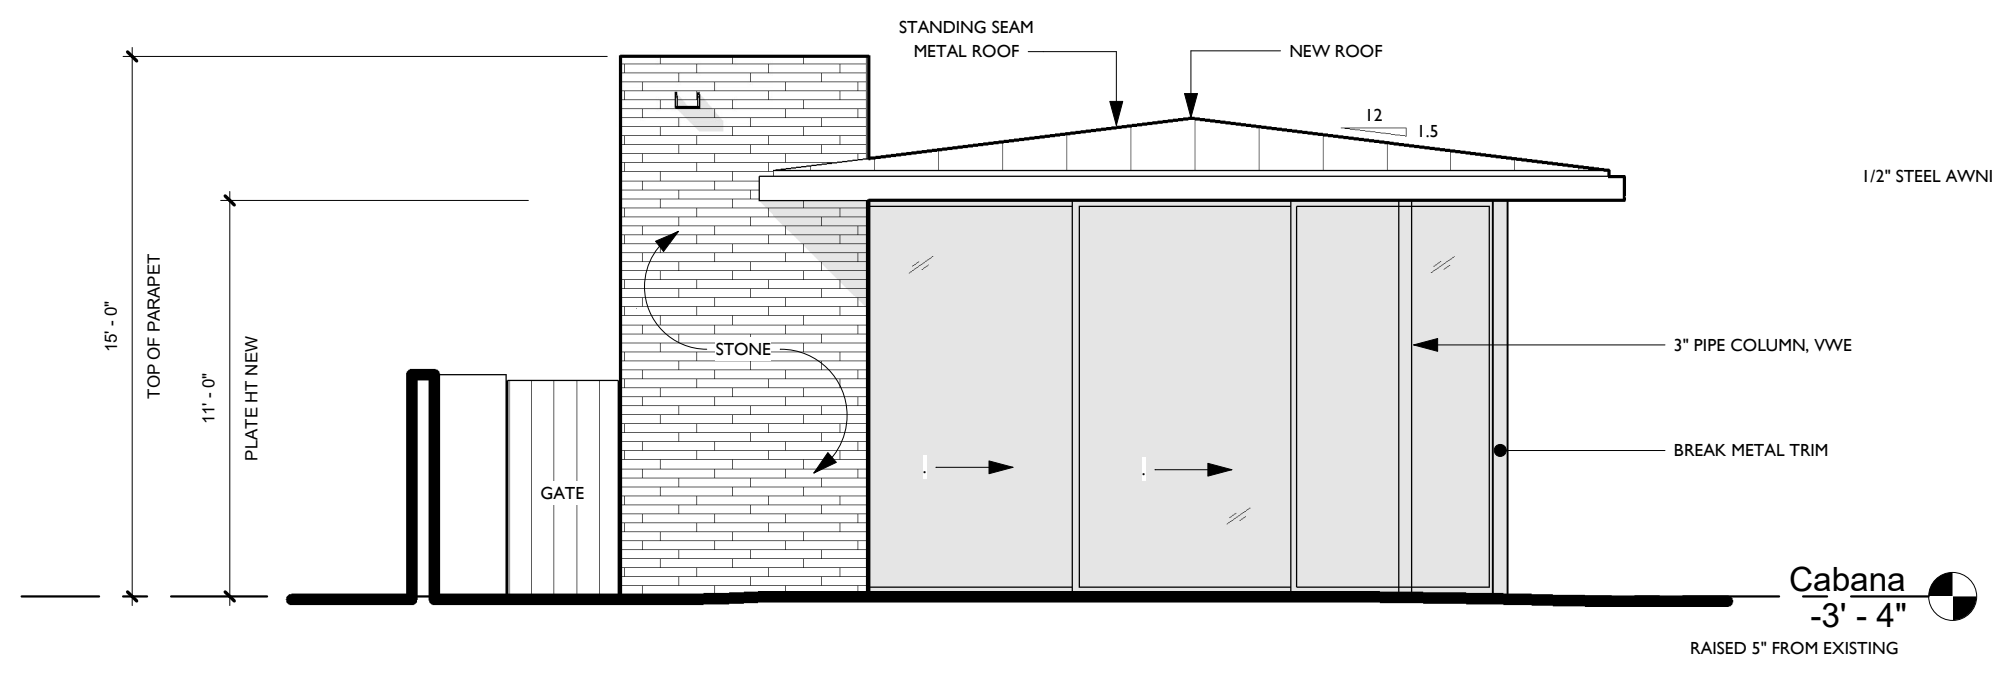 STANDING SEAM
METAL ROOF
NEW ROOF
12
1.5
1/2" STEEL AWNI
15' - 0"
TOP OF PARAPET
11' - 0"
PLATE HT NEW
STONE
3" PIPE COLUMN, VWE
BREAK METAL TRIM
GATE
Cabana
-3' - 4"
RAISED 5" FROM EXISTING